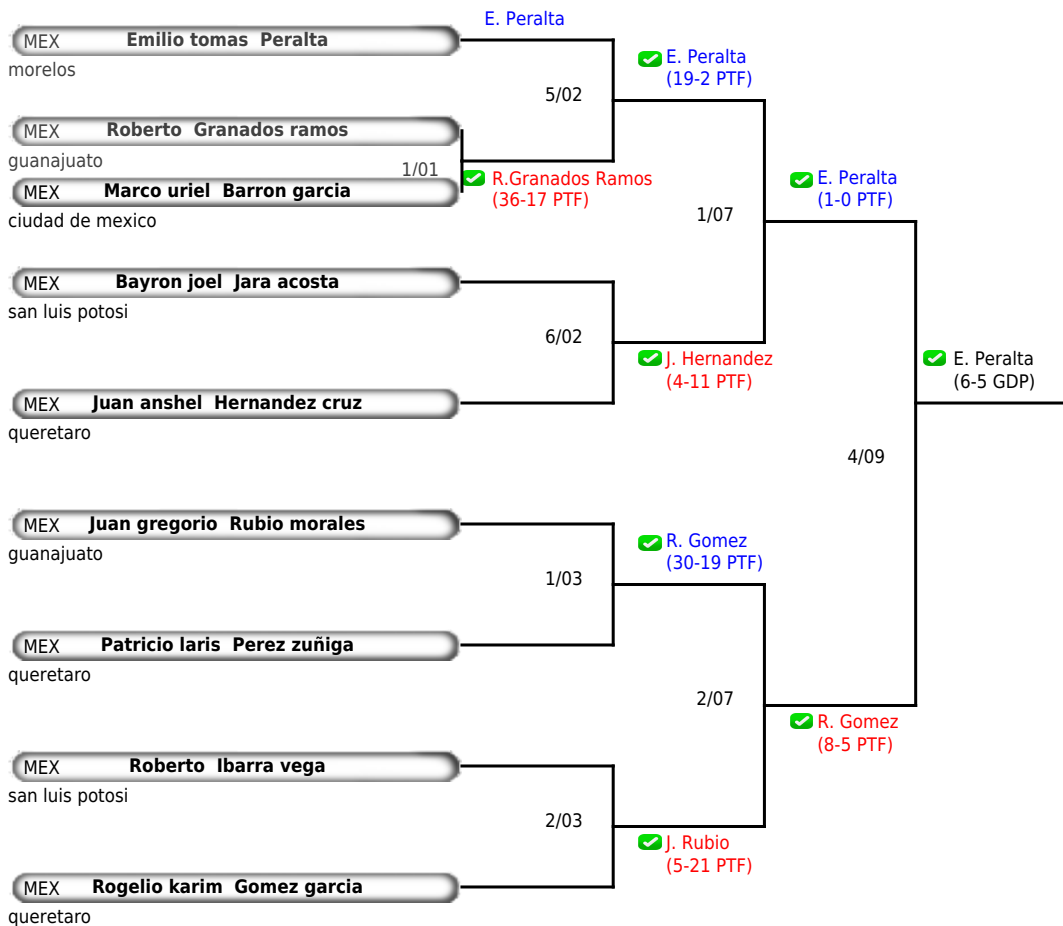 E. Peralta
MEX Emilio tomas Peralta
morelos
E. Peralta
(19-2 PTF)
5/02
MEX Roberto Granados ramos
guanajuato
1/01
R.Granados Ramos
(36-17 PTF)
MEX Marco uriel Barron garcia
ciudad de mexico
E. Peralta
(1-0 PTF)
1/07
MEX Bayron joel Jara acosta
san luis potosi
6/02
J. Hernandez
(4-11 PTF)
MEX Juan anshel Hernandez cruz
queretaro
E. Peralta
(6-5 GDP)
4/09
MEX Juan gregorio Rubio morales
guanajuato
R. Gomez
(30-19 PTF)
1/03
MEX Patricio laris Perez zuñiga
queretaro
2/07
R. Gomez
(8-5 PTF)
MEX Roberto Ibarra vega
san luis potosi
2/03
J. Rubio
(5-21 PTF)
MEX Rogelio karim Gomez garcia
queretaro